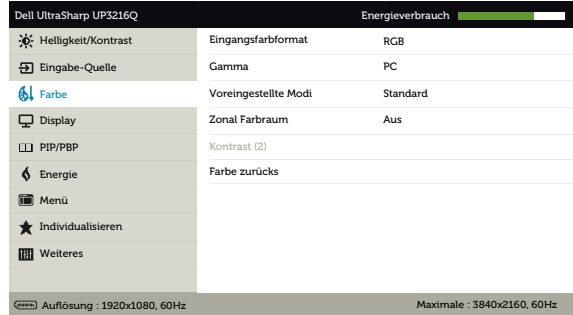 Dell UltraSharp UP3216Q Energieverbrauch
Helligkeit/Kontrast Eingangsfarbformat RGB
Eingabe-Quelle Gamma PC
Farbe Voreingestellte Modi Standard
Display Zonal Farbraum Aus
PIP/PBP Kontrast (2)
Energie Farbe zurücks
Menü
Individualisieren
Weiteres
Auflösung : 1920x1080, 60Hz Maximale : 3840x2160, 60Hz